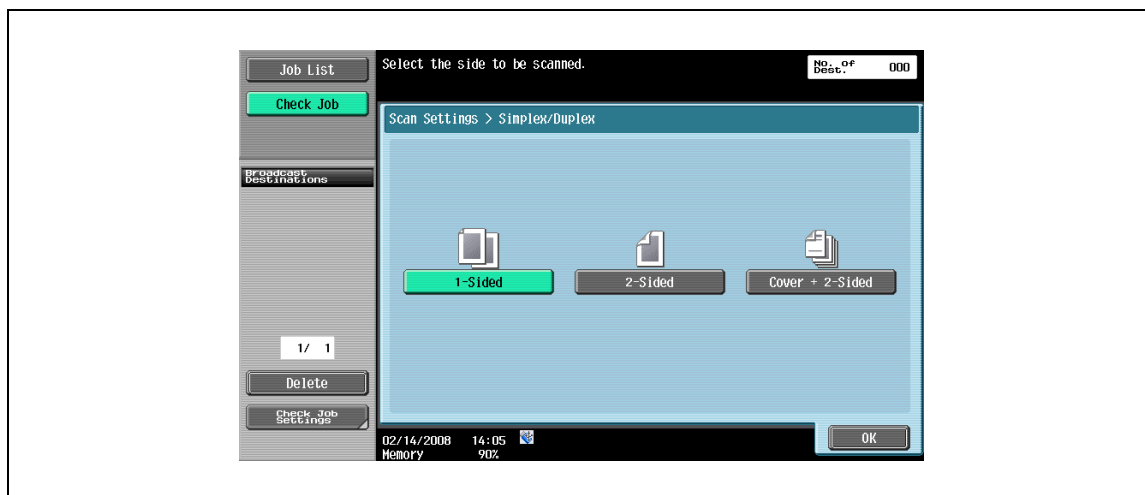 Job List
Check Job
Broadcast
Destinations
1/ 1
Delete
Check Job
Settings
Select the side to be scanned.
No. of
Dest. 000
Scan Settings > Simplex/Duplex
1-Sided
2-Sided
Cover + 2-Sided
02/14/2008 14:05
Memory 90%
OK